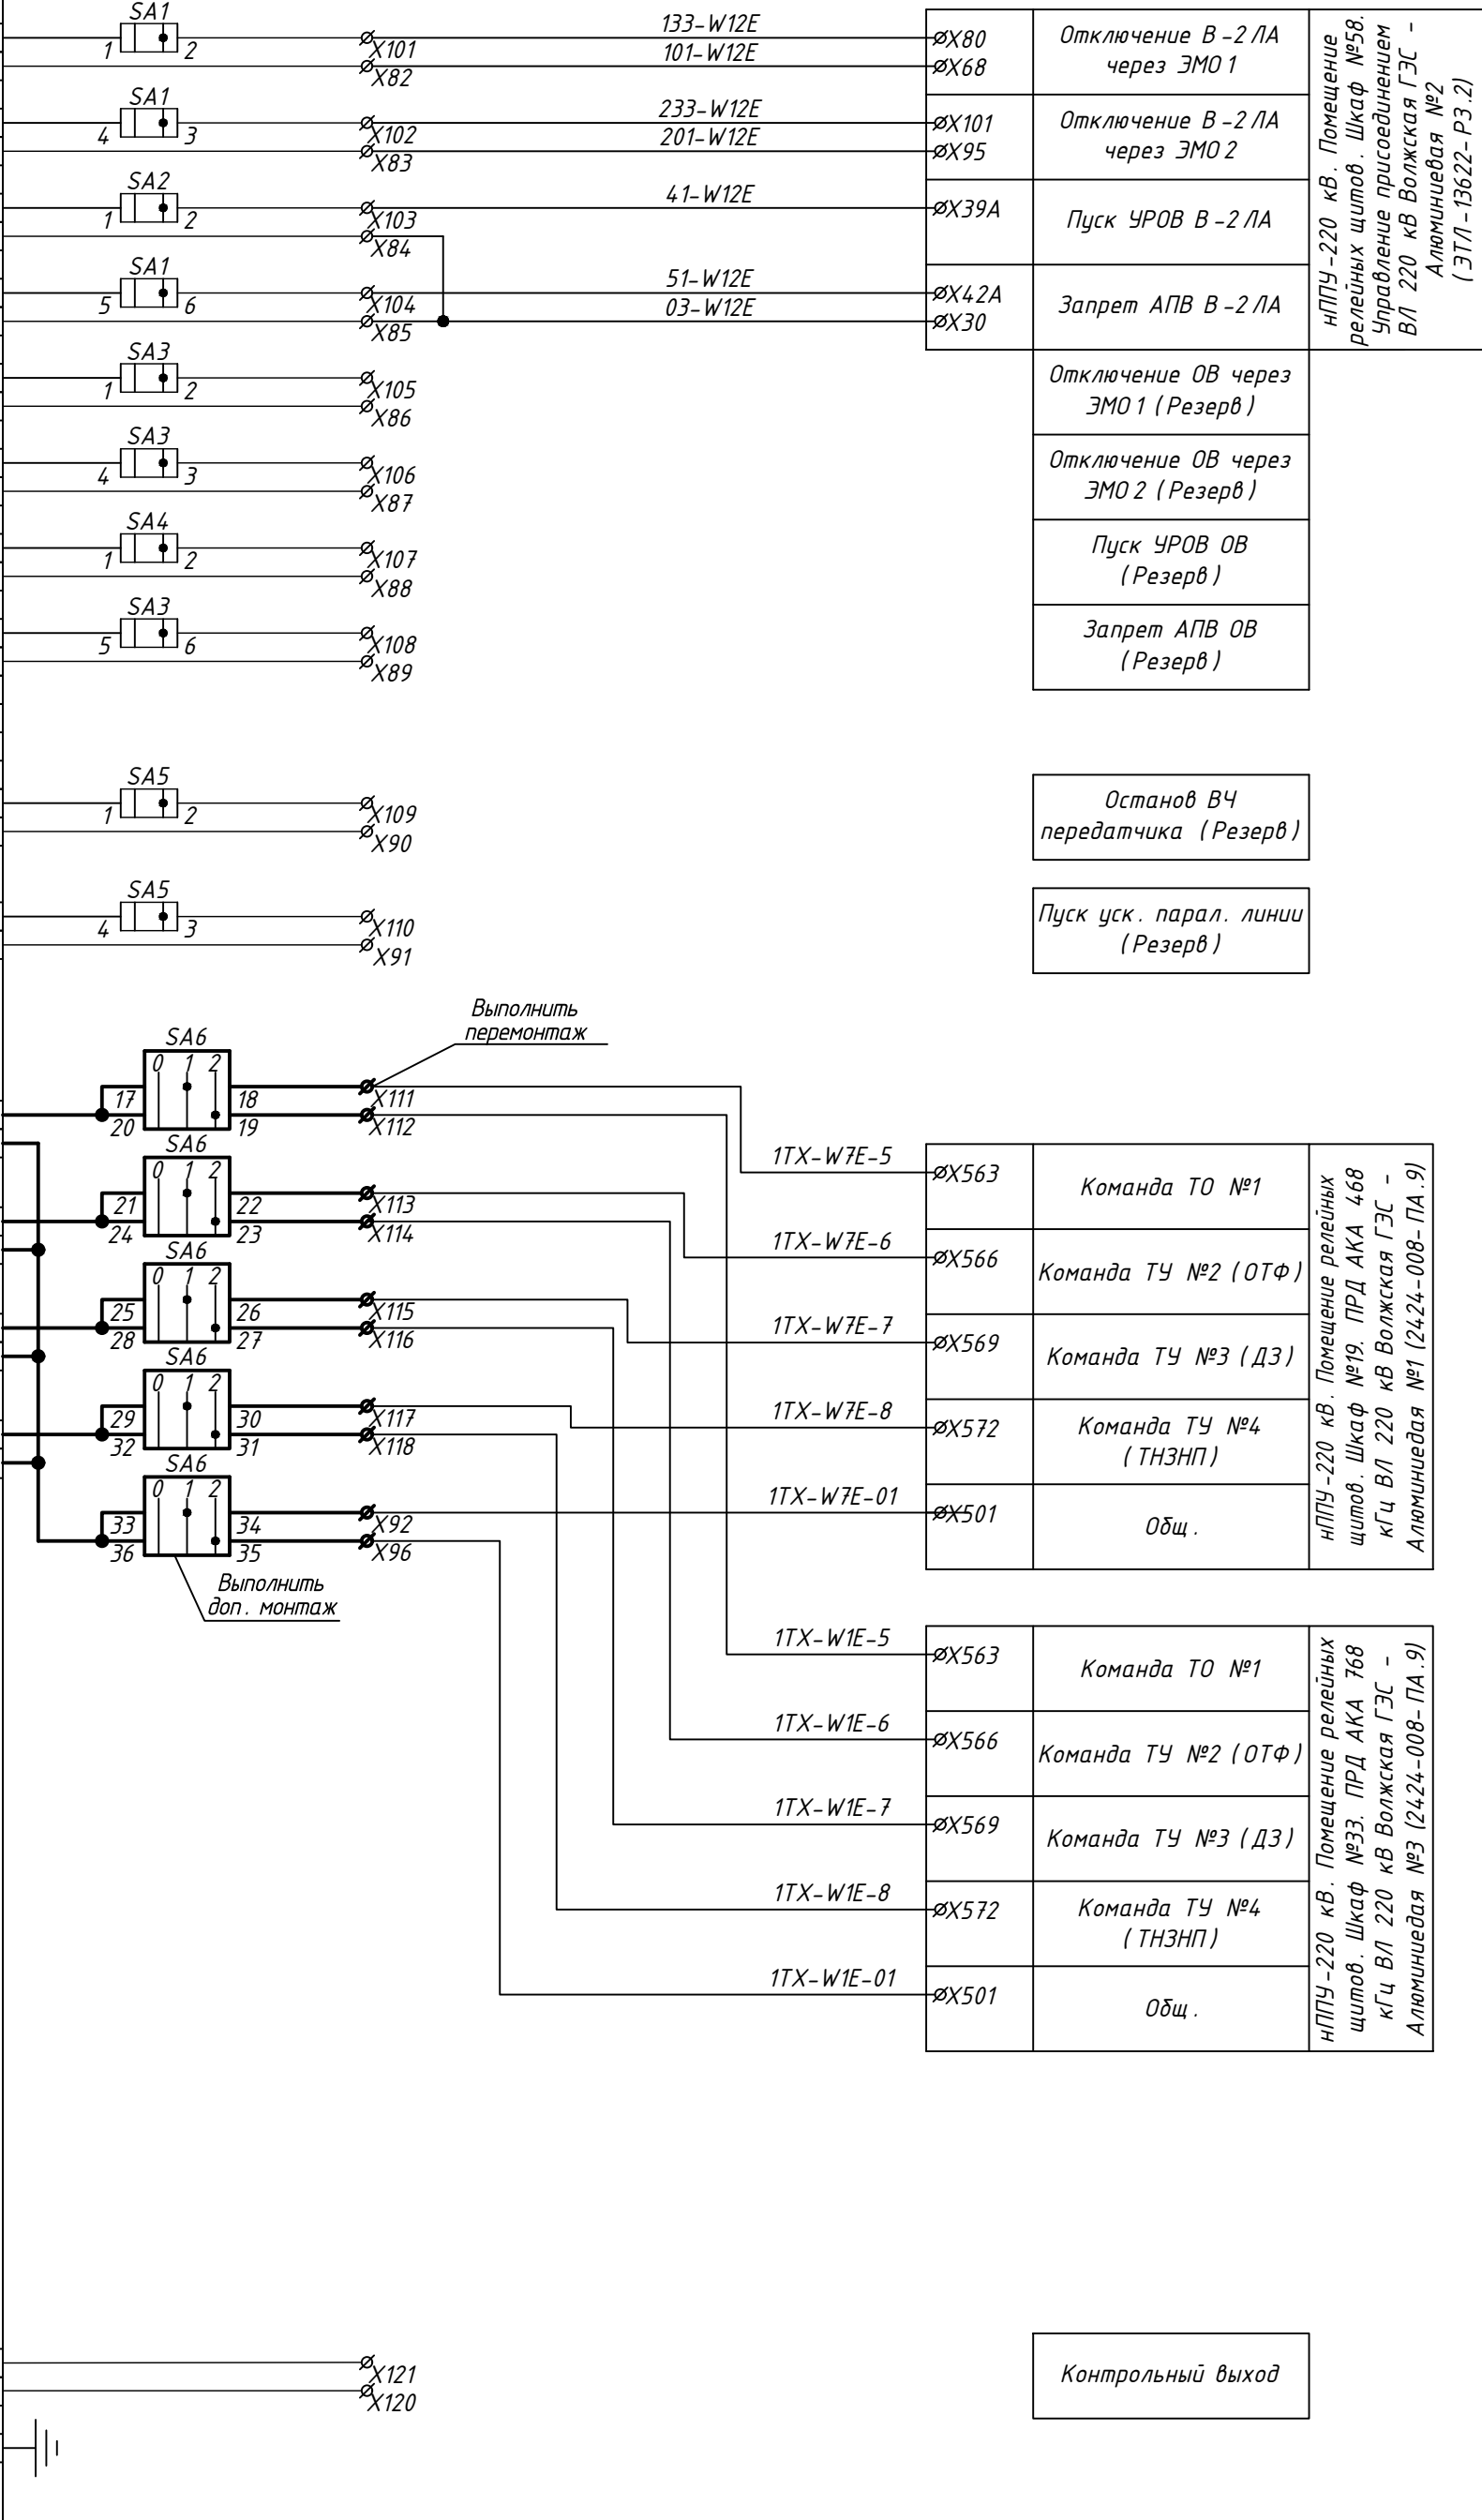 SA1
1
2
X101
X82
133-W12E
101-W12E
X80
X68
Отключение В-2ЛА
через ЭМО1
SA1
4
3
X102
X83
233-W12E
201-W12E
X101
X95
Отключение В-2ЛА
через ЭМО2
SA2
1
2
X103
X84
41-W12E
X39A
Пуск УРОВ В-2ЛА
SA1
5
6
X104
X85
51-W12E
03-W12E
X42A
X30
Запрет АПВ В-2ЛА
нППУ-220 кВ. Помещение
релейных щитов. Шкаф №58.
Управление присоединением
ВЛ 220 кВ Волжская ГЭС -
Алюминиевая №2
(ЭТЛ-13622-РЗ.2)
SA3
1
2
X105
X86
Отключение ОВ через
ЭМО1 (Резерв)
SA3
4
3
X106
X87
Отключение ОВ через
ЭМО2 (Резерв)
SA4
1
2
X107
X88
Пуск УРОВ ОВ
(Резерв)
SA3
5
6
X108
X89
Запрет АПВ ОВ
(Резерв)
SA5
1
2
X109
X90
Останов ВЧ
передатчика (Резерв)
SA5
4
3
X110
X91
Пуск уск. парал. линии
(Резерв)
Выполнить
перемонтаж
SA6
0 1 2
17
20
18
19
X111
X112
SA6
0 1 2
21
24
22
23
X113
X114
SA6
0 1 2
25
28
26
27
X115
X116
SA6
0 1 2
29
32
30
31
X117
X118
SA6
0 1 2
33
36
34
35
X92
X96
Выполнить
доп. монтаж
1TX-W7E-5
X563
Команда ТО №1
1TX-W7E-6
X566
Команда ТУ №2 (ОТФ)
1TX-W7E-7
X569
Команда ТУ №3 (ДЗ)
1TX-W7E-8
X572
Команда ТУ №4
(ТНЗНП)
1TX-W7E-01
X501
Общ.
нППУ-220 кВ. Помещение релейных
щитов. Шкаф №19. ПРД АКА 468
кГц ВЛ 220 кВ Волжская ГЭС -
Алюминиедая №1 (2424-008-ПА.9)
1TX-W1E-5
X563
Команда ТО №1
1TX-W1E-6
X566
Команда ТУ №2 (ОТФ)
1TX-W1E-7
X569
Команда ТУ №3 (ДЗ)
1TX-W1E-8
X572
Команда ТУ №4
(ТНЗНП)
1TX-W1E-01
X501
Общ.
нППУ-220 кВ. Помещение релейных
щитов. Шкаф №33. ПРД АКА 768
кГц ВЛ 220 кВ Волжская ГЭС -
Алюминиедая №3 (2424-008-ПА.9)
X121
X120
Контрольный выход